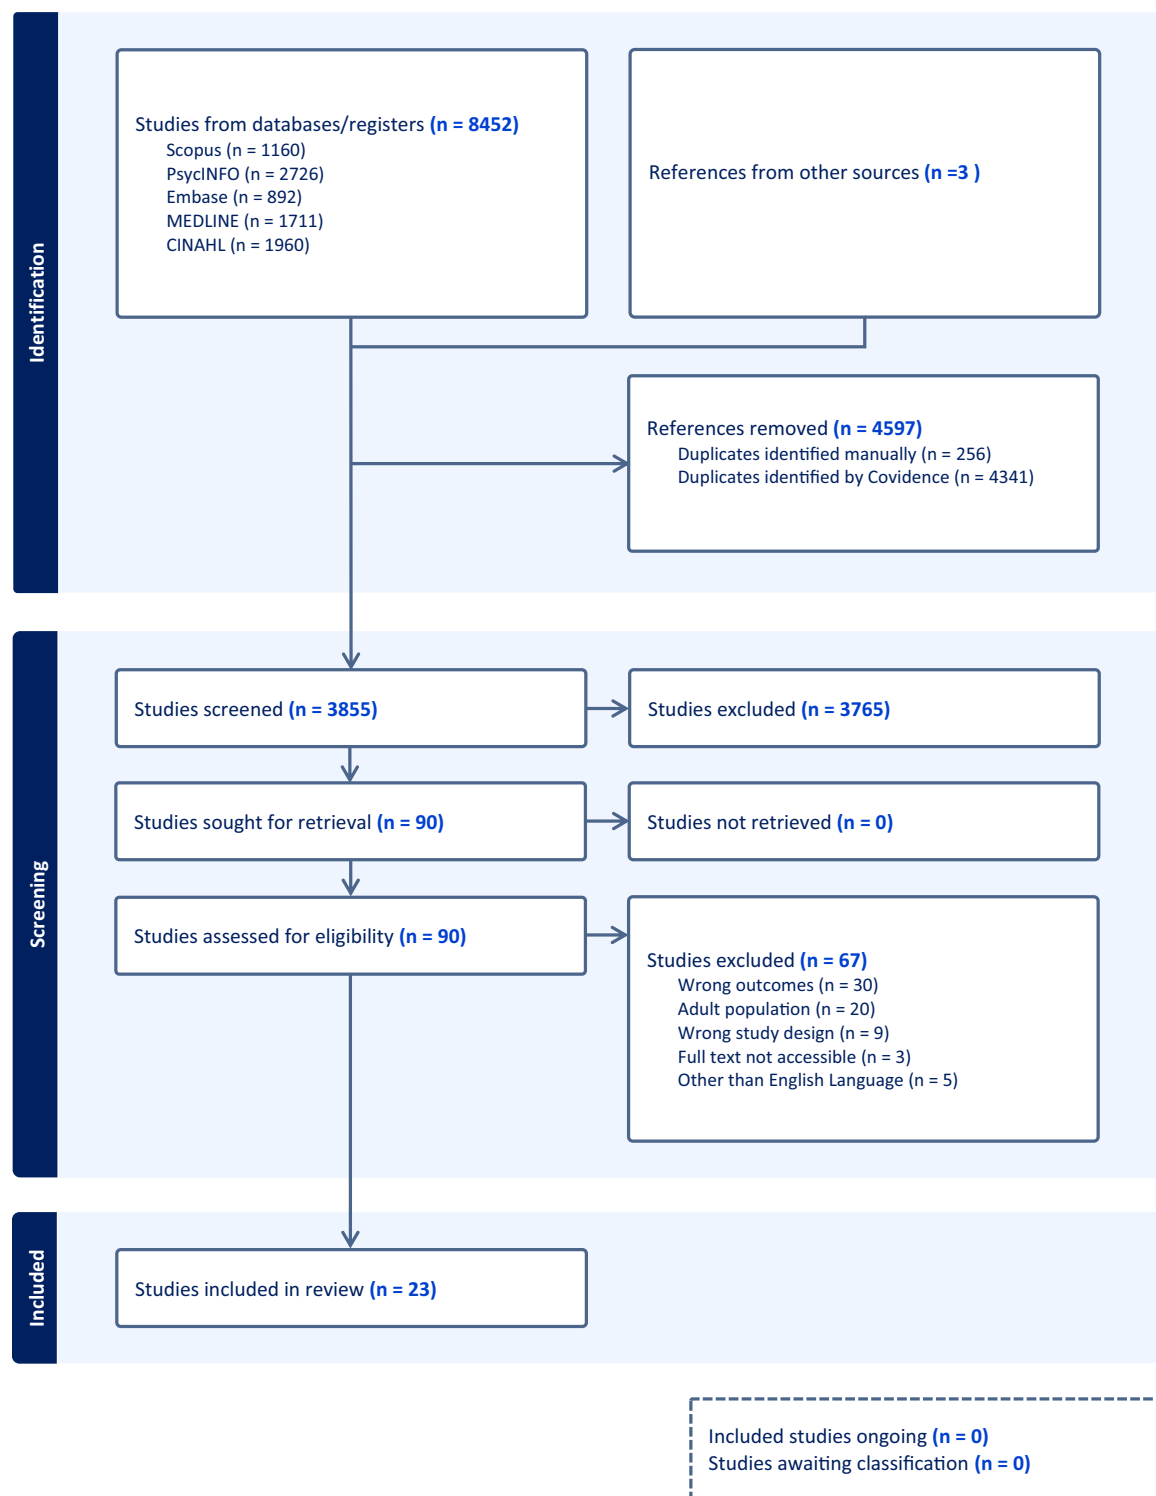 Identification
Studies from databases/registers (n = 8452)
Scopus (n = 1160)
PsycINFO (n = 2726)
Embase (n = 892)
MEDLINE (n = 1711)
CINAHL (n = 1960)
References from other sources (n =3 )
References removed (n = 4597)
Duplicates identified manually (n = 256)
Duplicates identified by Covidence (n = 4341)
Screening
Studies screened (n = 3855)
Studies excluded (n = 3765)
Studies sought for retrieval (n = 90)
Studies not retrieved (n = 0)
Studies assessed for eligibility (n = 90)
Studies excluded (n = 67)
Wrong outcomes (n = 30)
Adult population (n = 20)
Wrong study design (n = 9)
Full text not accessible (n = 3)
Other than English Language (n = 5)
Included
Studies included in review (n = 23)
Included studies ongoing (n = 0)
Studies awaiting classification (n = 0)